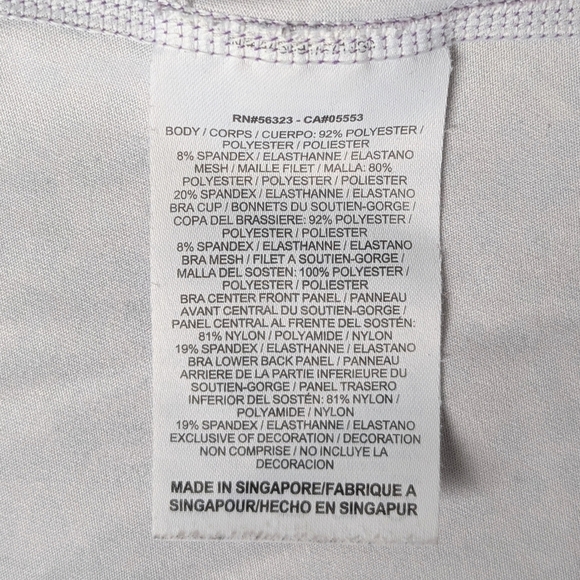 RN#56323 - CA#05553
BODY / CORPS / CUERPO: 92% POLYESTER /
POLYESTER / POLIESTER
8% SPANDEX / ELASTHANNE / ELASTANO
MESH / MAILLE FILET / MALLA: 80%
POLYESTER / POLYESTER / POLIESTER
20% SPANDEX / ELASTHANNE / ELASTANO
BRA CUP / BONNETS DU SOUTIEN-GORGE /
COPA DEL BRASSIERE: 92% POLYESTER /
POLYESTER / POLIESTER
8% SPANDEX / ELASTHANNE / ELASTANO
BRA MESH / FILET A SOUTIEN-GORGE /
MALLA DEL SOSTEN: 100% POLYESTER /
POLYESTER / POLIESTER
BRA CENTER FRONT PANEL / PANNEAU
AVANT CENTRAL DU SOUTIEN-GORGE /
PANEL CENTRAL AL FRENTE DEL SOSTÉN:
81% NYLON / POLYAMIDE / NYLON
19% SPANDEX / ELASTHANNE / ELASTANO
BRA LOWER BACK PANEL / PANNEAU
ARRIERE DE LA PARTIE INFERIEURE DU
SOUTIEN-GORGE / PANEL TRASERO
INFERIOR DEL SOSTÉN: 81% NYLON /
POLYAMIDE / NYLON
19% SPANDEX / ELASTHANNE / ELASTANO
EXCLUSIVE OF DECORATION / DECORATION
NON COMPRISE / NO INCLUYE LA
DECORACION
MADE IN SINGAPORE/FABRIQUE A
SINGAPOUR/HECHO EN SINGAPUR